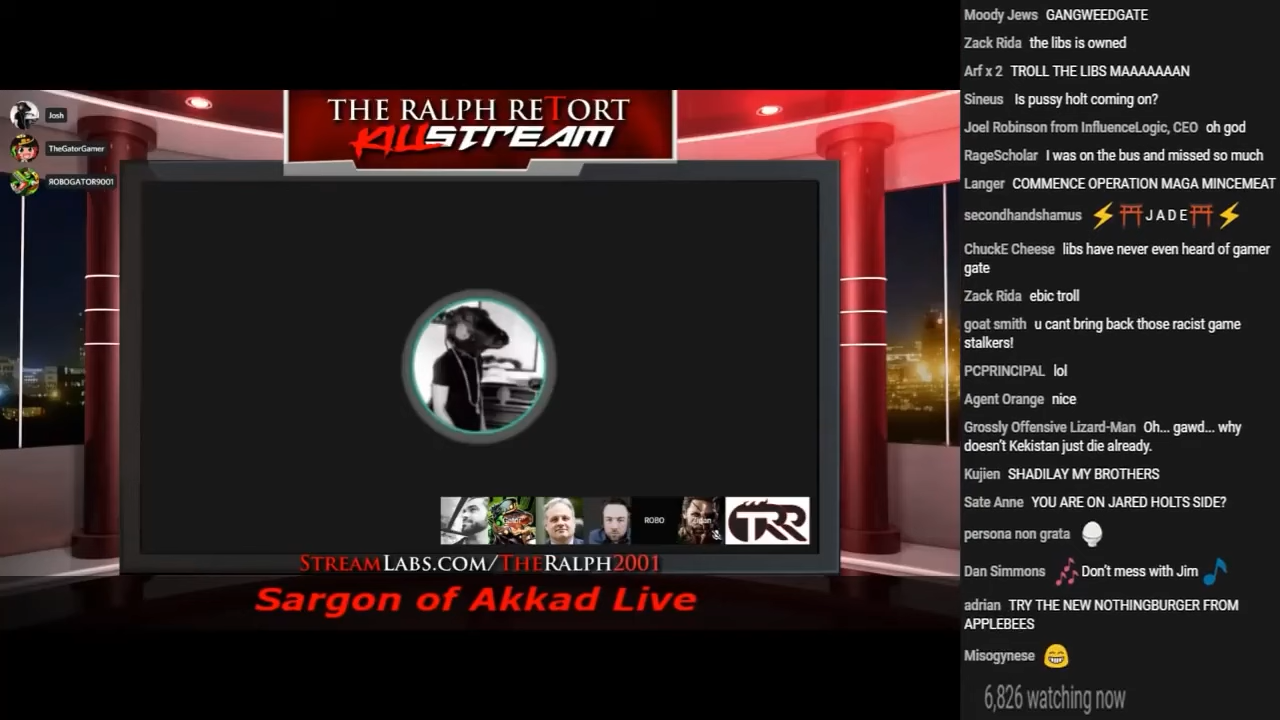 Josh
TheGatorGamer
ROBOGATOR9001
THE RALPH RETORT
KILLSTREAM
Gator
ROBO
Zidan
TRR
STREAMLABS.COM/THERALPH2001
Sargon of Akkad Live
Moody Jews GANGWEEDGATE
Zack Rida the libs is owned
Arf x 2 TROLL THE LIBS MAAAAAAAN
Sineus Is pussy holt coming on?
Joel Robinson from InfluenceLogic, CEO oh god
RageScholar I was on the bus and missed so much
Langer COMMENCE OPERATION MAGA MINCEMEAT
secondhandshamus ⚡⛩️J A D E⛩️⚡
ChuckE Cheese libs have never even heard of gamer
gate
Zack Rida ebic troll
goat smith u cant bring back those racist game
stalkers!
PCPRINCIPAL lol
Agent Orange nice
Grossly Offensive Lizard-Man Oh... gawd... why
doesn't Kekistan just die already.
Kujien SHADILAY MY BROTHERS
Sate Anne YOU ARE ON JARED HOLTS SIDE?
persona non grata
Dan Simmons 🎶Don't mess with Jim 🎵
adrian TRY THE NEW NOTHINGBURGER FROM
APPLEBEES
Misogynese 😁
6,826 watching now